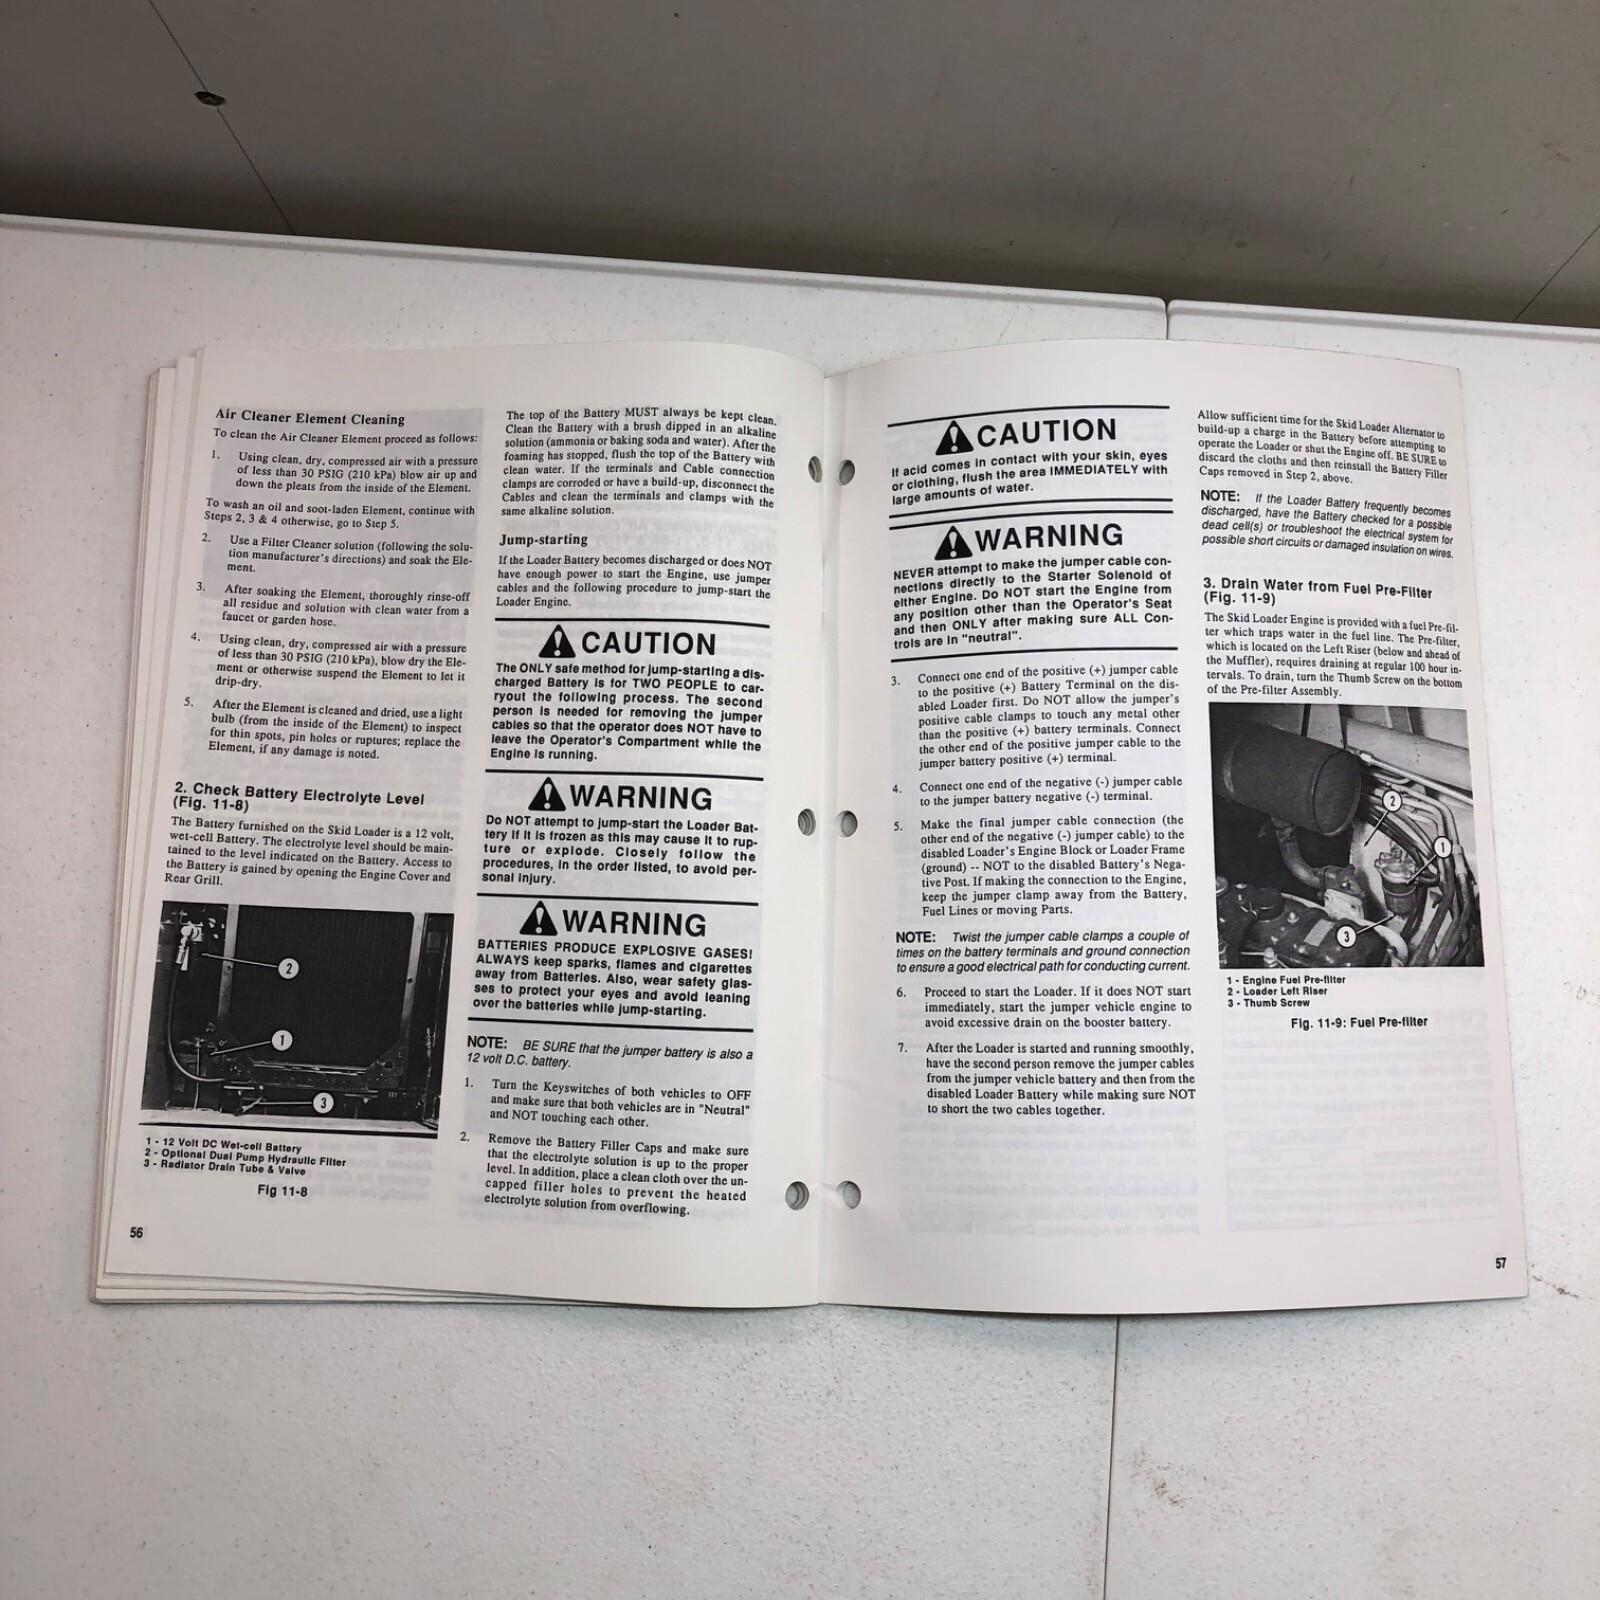 Air Cleaner Element Cleaning
To clean the Air Cleaner Element proceed as follows:
1. Using clean, dry, compressed air with a pressure
of less than 30 PSIG (210 kPa) blow air up and
down the pleats from the inside of the Element.
To wash an oil and soot-laden Element, continue with
Steps 2, 3 & 4 otherwise, go to Step 5.
2. Use a Filter Cleaner solution (following the solu-
tion manufacturer's directions) and soak the Ele-
ment.
3. After soaking the Element, thoroughly rinse-off
all residue and solution with clean water from a
faucet or garden hose.
4. Using clean, dry, compressed air with a pressure
of less than 30 PSIG (210 kPa), blow dry the Ele-
ment or otherwise suspend the Element to let it
drip-dry.
5. After the Element is cleaned and dried, use a light
bulb (from the inside of the Element) to inspect
for thin spots, pin holes or ruptures; replace the
Element, if any damage is noted.
2. Check Battery Electrolyte Level
(Fig. 11-8)
The Battery furnished on the Skid Loader is a 12 volt,
wet-cell Battery. The electrolyte level should be main-
tained to the level indicated on the Battery. Access to
the Battery is gained by opening the Engine Cover and
Rear Grill.
2
1
3
1 - 12 Volt DC Wet-cell Battery
2 - Optional Dual Pump Hydraulic Filter
3 - Radiator Drain Tube & Valve
Fig 11-8
56
The top of the Battery MUST always be kept clean.
Clean the Battery with a brush dipped in an alkaline
solution (ammonia or baking soda and water). After the
foaming has stopped, flush the top of the Battery with
clean water. If the terminals and Cable connection
clamps are corroded or have a build-up, disconnect the
Cables and clean the terminals and clamps with the
same alkaline solution.
Jump-starting
If the Loader Battery becomes discharged or does NOT
have enough power to start the Engine, use jumper
cables and the following procedure to jump-start the
Loader Engine.
CAUTION
The ONLY safe method for jump-starting a dis-
charged Battery is for TWO PEOPLE to car-
ryout the following process. The second
person is needed for removing the jumper
cables so that the operator does NOT have to
leave the Operator's Compartment while the
Engine is running.
WARNING
Do NOT attempt to jump-start the Loader Bat-
tery if it is frozen as this may cause it to rup-
ture or explode. Closely follow the
procedures, in the order listed, to avoid per-
sonal injury.
WARNING
BATTERIES PRODUCE EXPLOSIVE GASES!
ALWAYS keep sparks, flames and cigarettes
away from Batteries. Also, wear safety glas-
ses to protect your eyes and avoid leaning
over the batteries while jump-starting.
NOTE: BE SURE that the jumper battery is also a
12 volt D.C. battery.
1. Turn the Keyswitches of both vehicles to OFF
and make sure that both vehicles are in "Neutral"
and NOT touching each other.
2. Remove the Battery Filler Caps and make sure
that the electrolyte solution is up to the proper
level. In addition, place a clean cloth over the un-
capped filler holes to prevent the heated
electrolyte solution from overflowing.
CAUTION
If acid comes in contact with your skin, eyes
or clothing, flush the area IMMEDIATELY with
large amounts of water.
WARNING
NEVER attempt to make the jumper cable con-
nections directly to the Starter Solenoid of
either Engine. Do NOT start the Engine from
any position other than the Operator's Seat
and then ONLY after making sure ALL Con-
trols are in "neutral".
3. Connect one end of the positive (+) jumper cable
to the positive (+) Battery Terminal on the dis-
abled Loader first. Do NOT allow the jumper's
positive cable clamps to touch any metal other
than the positive (+) battery terminals. Connect
the other end of the positive jumper cable to the
jumper battery positive (+) terminal.
4. Connect one end of the negative (-) jumper cable
to the jumper battery negative (-) terminal.
5. Make the final jumper cable connection (the
other end of the negative (-) jumper cable) to the
disabled Loader's Engine Block or Loader Frame
(ground) -- NOT to the disabled Battery's Nega-
tive Post. If making the connection to the Engine,
keep the jumper clamp away from the Battery,
Fuel Lines or moving Parts.
NOTE: Twist the jumper cable clamps a couple of
times on the battery terminals and ground connection
to ensure a good electrical path for conducting current.
6. Proceed to start the Loader. If it does NOT start
immediately, start the jumper vehicle engine to
avoid excessive drain on the booster battery.
7. After the Loader is started and running smoothly,
have the second person remove the jumper cables
from the jumper vehicle battery and then from the
disabled Loader Battery while making sure NOT
to short the two cables together.
Allow sufficient time for the Skid Loader Alternator to
build-up a charge in the Battery before attempting to
operate the Loader or shut the Engine off. BE SURE to
discard the cloths and then reinstall the Battery Filler
Caps removed in Step 2, above.
NOTE: If the Loader Battery frequently becomes
discharged, have the Battery checked for a possible
dead cell(s) or troubleshoot the electrical system for
possible short circuits or damaged insulation on wires.
3. Drain Water from Fuel Pre-Filter
(Fig. 11-9)
The Skid Loader Engine is provided with a fuel Pre-fil-
ter which traps water in the fuel line. The Pre-filter,
which is located on the Left Riser (below and ahead of
the Muffler), requires draining at regular 100 hour in-
tervals. To drain, turn the Thumb Screw on the bottom
of the Pre-filter Assembly.
2
1
3
1 - Engine Fuel Pre-filter
2 - Loader Left Riser
3 - Thumb Screw
Fig. 11-9: Fuel Pre-filter
57